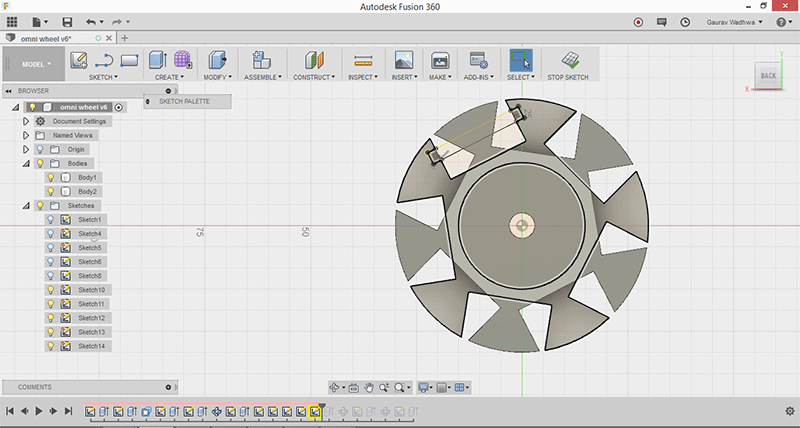 Autodesk Fusion 360
Gaurav Wadhwa
omni wheel v6*
MODEL
SKETCH
CREATE
MODIFY
ASSEMBLE
CONSTRUCT
INSPECT
INSERT
MAKE
ADD-INS
SELECT
STOP SKETCH
BROWSER
SKETCH PALETTE
omni wheel v6
Document Settings
Named Views
Origin
Bodies
Body1
Body2
Sketches
Sketch1
Sketch4
Sketch5
Sketch6
Sketch8
Sketch10
Sketch11
Sketch12
Sketch13
Sketch14
75
50
BACK
X
Y
COMMENTS